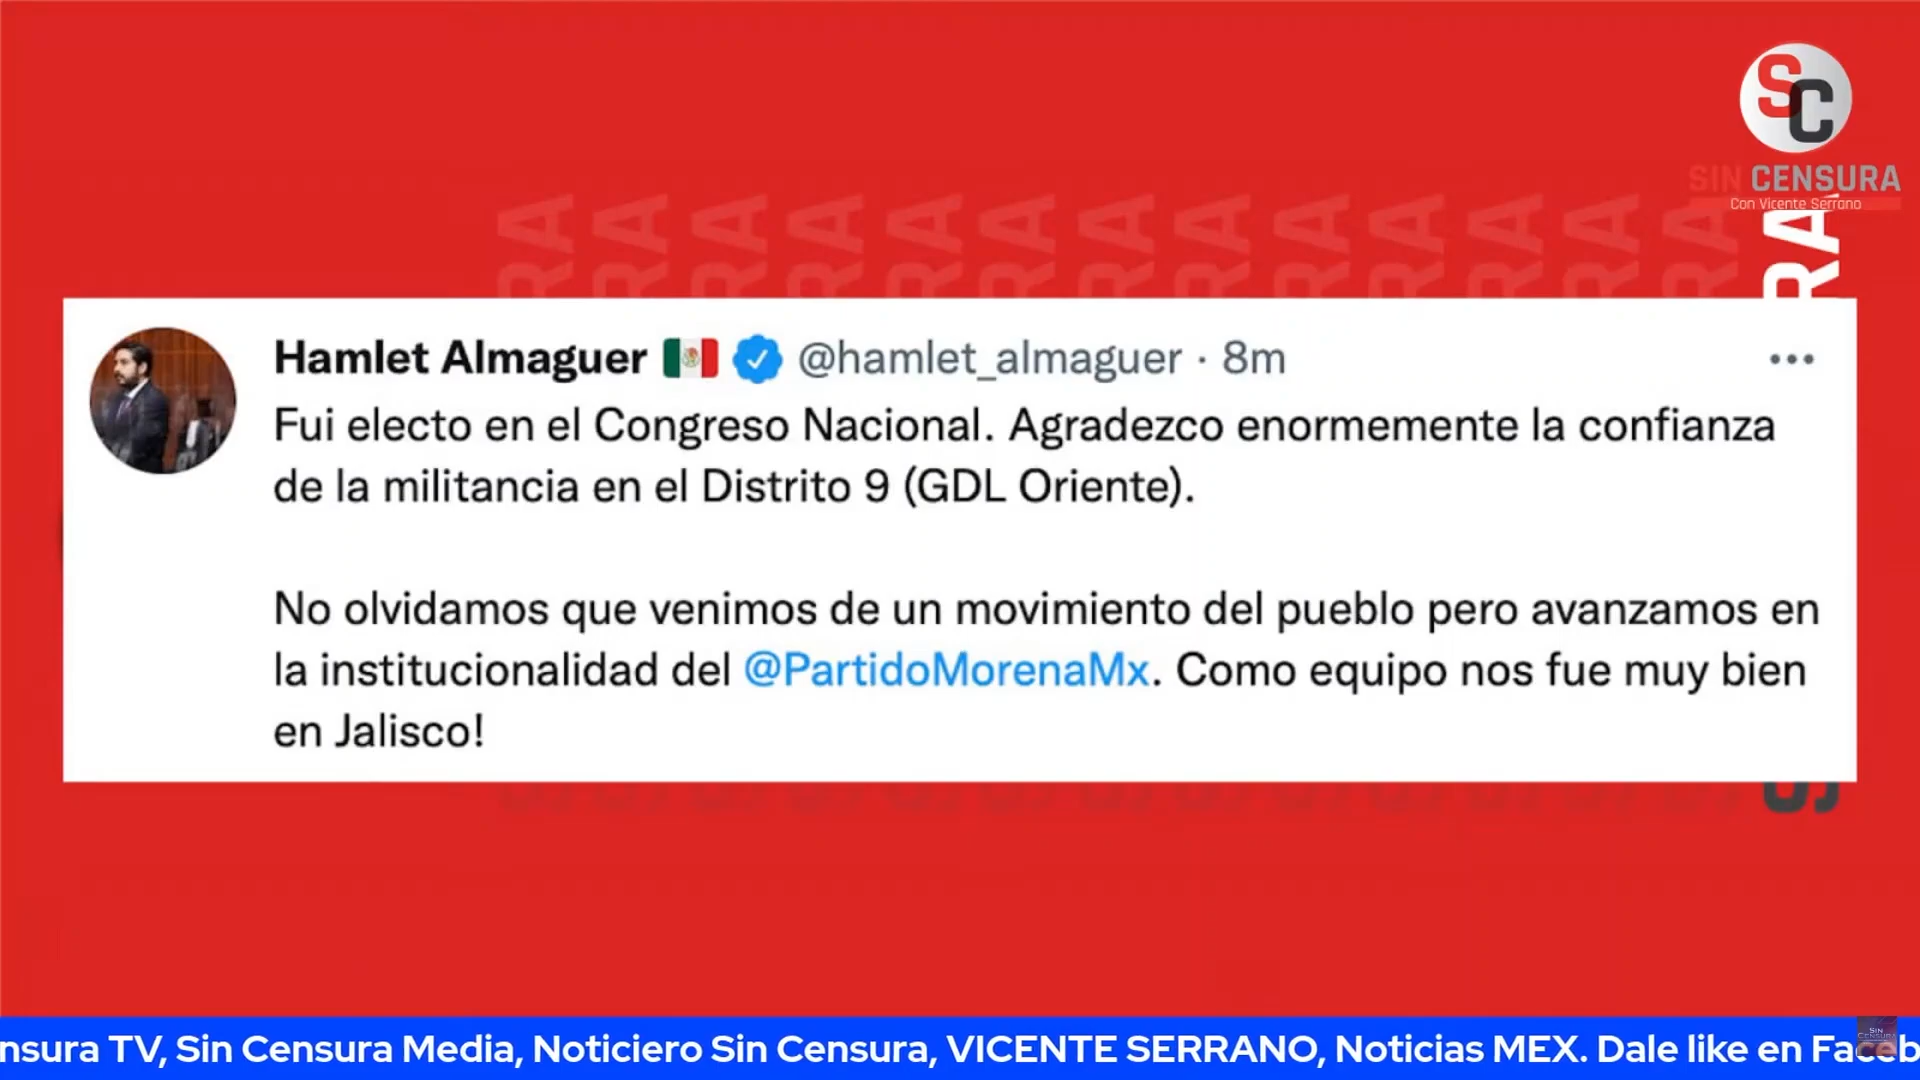 SC
SIN CENSURA
Con Vicente Serrano
Hamlet Almaguer 🇲🇽 @hamlet_almaguer · 8m
Fui electo en el Congreso Nacional. Agradezco enormemente la confianza
de la militancia en el Distrito 9 (GDL Oriente).
No olvidamos que venimos de un movimiento del pueblo pero avanzamos en
la institucionalidad del @PartidoMorenaMx. Como equipo nos fue muy bien
en Jalisco!
nsura TV, Sin Censura Media, Noticiero Sin Censura, VICENTE SERRANO, Noticias MEX. Dale like en Faceb